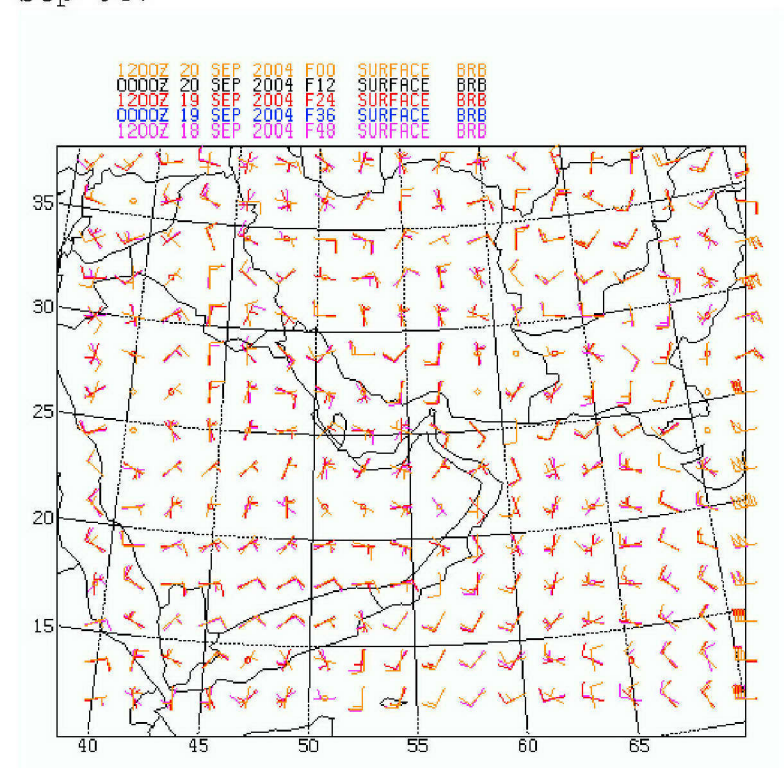 1200Z 20 SEP 2004 F00 SURFACE BRB
0000Z 20 SEP 2004 F12 SURFACE BRB
1200Z 19 SEP 2004 F24 SURFACE BRB
0000Z 19 SEP 2004 F36 SURFACE BRB
1200Z 18 SEP 2004 F48 SURFACE BRB
35
30
25
20
15
40 45 50 55 60 65